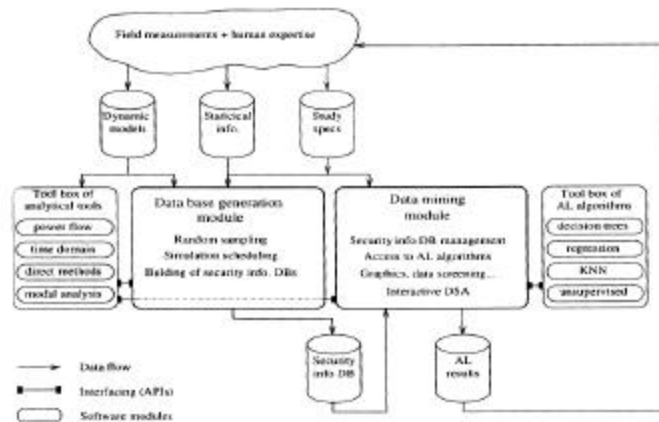 Field measurements + human expertise
Dynamic
models
Statistical
info.
Study
specs
Tool box of
analytical tools
power flow
time domain
direct methods
modal analysis
Data base generation
module
Random sampling
Simulation scheduling
Building of security info. DBs
Data mining
module
Security info DB management
Access to AL algorithms
Graphics, data screening...
Interactive DSA
Tool box of
AL algorithms
decision trees
regression
KNN
unsupervised
Security
info DB
AL
results
Data flow
Interfacing (APIs)
Software modules